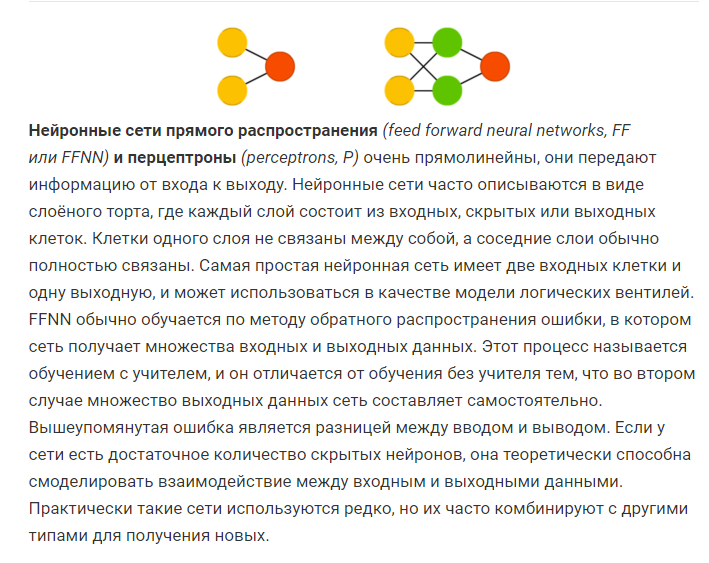 Нейронные сети прямого распространения (feed forward neural networks, FF
или FFNN) и перцептроны (perceptrons, P) очень прямолинейны, они передают
информацию от входа к выходу. Нейронные сети часто описываются в виде
слоёного торта, где каждый слой состоит из входных, скрытых или выходных
клеток. Клетки одного слоя не связаны между собой, а соседние слои обычно
полностью связаны. Самая простая нейронная сеть имеет две входных клетки и
одну выходную, и может использоваться в качестве модели логических вентилей.
FFNN обычно обучается по методу обратного распространения ошибки, в котором
сеть получает множества входных и выходных данных. Этот процесс называется
обучением с учителем, и он отличается от обучения без учителя тем, что во втором
случае множество выходных данных сеть составляет самостоятельно.
Вышеупомянутая ошибка является разницей между вводом и выводом. Если у
сети есть достаточное количество скрытых нейронов, она теоретически способна
смоделировать взаимодействие между входным и выходными данными.
Практически такие сети используются редко, но их часто комбинируют с другими
типами для получения новых.